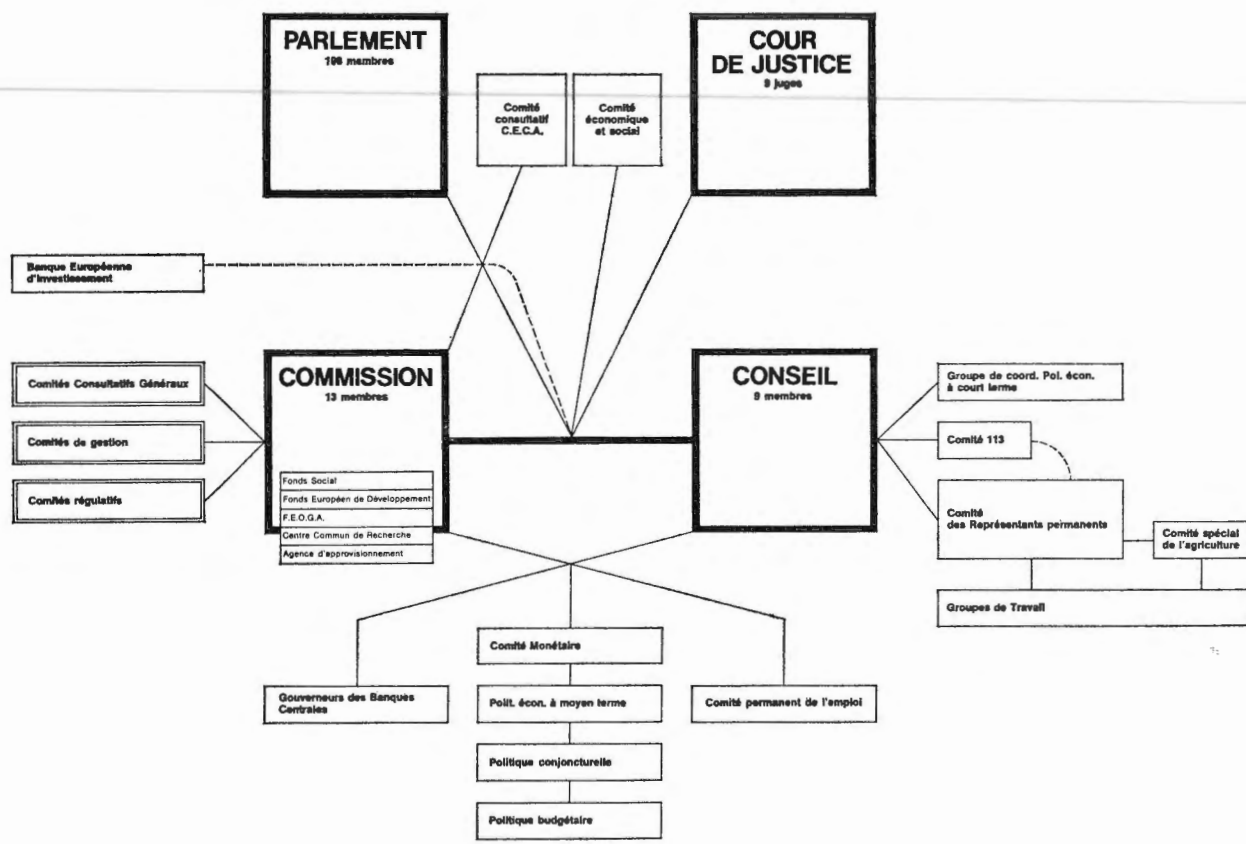 PARLEMENT
198 membres
COUR
DE JUSTICE
9 juges
Comité
consultatif
C.E.C.A.
Comité
économique
et social
Banque Européenne
d'Investissement
Comités Consultatifs Généraux
Comités de gestion
Comités régulatifs
COMMISSION
13 membres
Fonds Social
Fonds Européen de Développement
F.E.O.G.A.
Centre Commun de Recherche
Agence d'approvisionnement
CONSEIL
9 membres
Groupe de coord. Pol. écon.
à court terme
Comité 113
Comité
des Représentants permanents
Comité spécial
de l'agriculture
Groupes de Travail
Gouverneurs des Banques
Centrales
Comité Monétaire
Polit. écon. à moyen terme
Politique conjoncturelle
Politique budgétaire
Comité permanent de l'emploi